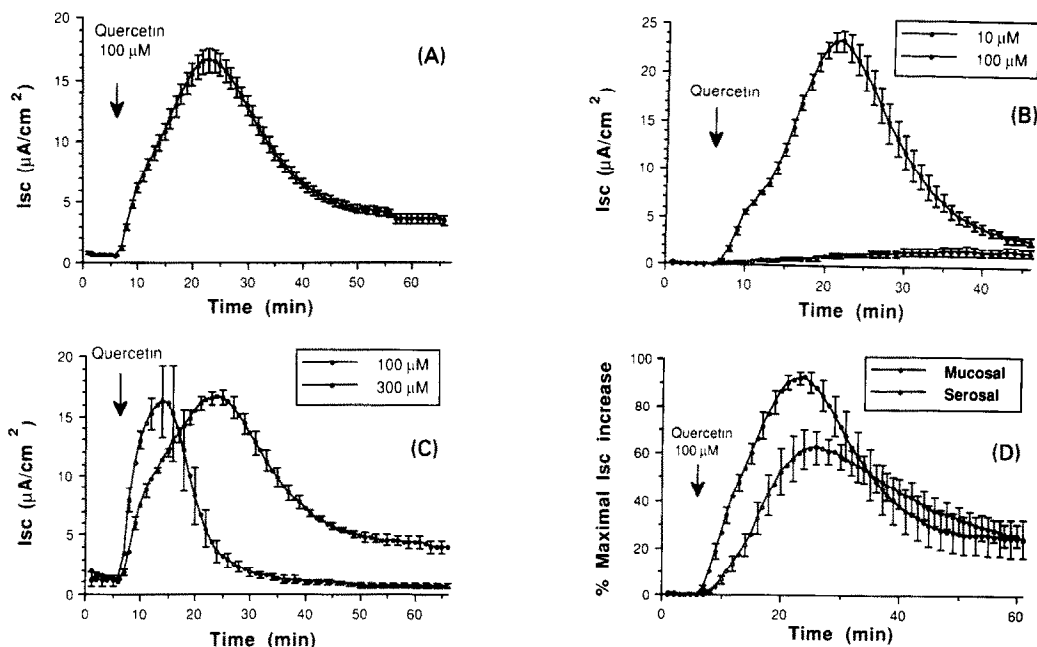 Quercetin
100 μM
(A)
Isc (μA/cm 2)
20
15
10
5
0
0 10 20 30 40 50 60
Time (min)
Quercetin
10 μM
100 μM
(B)
Isc (μA/cm 2)
25
20
15
10
5
0
0 10 20 30 40
Time (min)
Quercetin
100 μM
300 μM
(C)
Isc (μA/cm 2)
20
15
10
5
0
0 10 20 30 40 50 60
Time (min)
Quercetin
100 μM
Mucosal
Serosal
(D)
% Maximal Isc increase
100
80
60
40
20
0
0 10 20 30 40 50 60
Time (min)